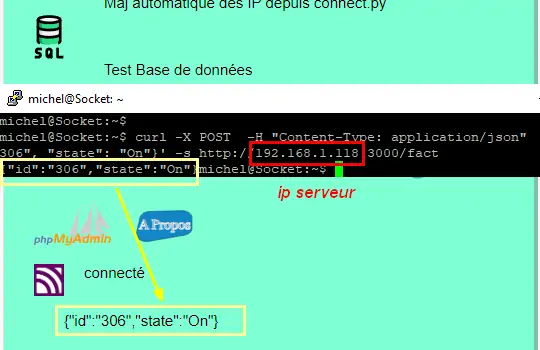 Maj automatique des IP depuis connect.py
SQL
Test Base de données
michel@Socket: ~
michel@Socket:~$
michel@Socket:~$ curl -X POST  -H "Content-Type: application/json"
306", "state": "On"}' -s http://192.168.1.118:3000/fact
{"id":"306","state":"On"}michel@Socket:~$
ip serveur
phpMyAdmin
A Propos
connecté
{"id":"306","state":"On"}